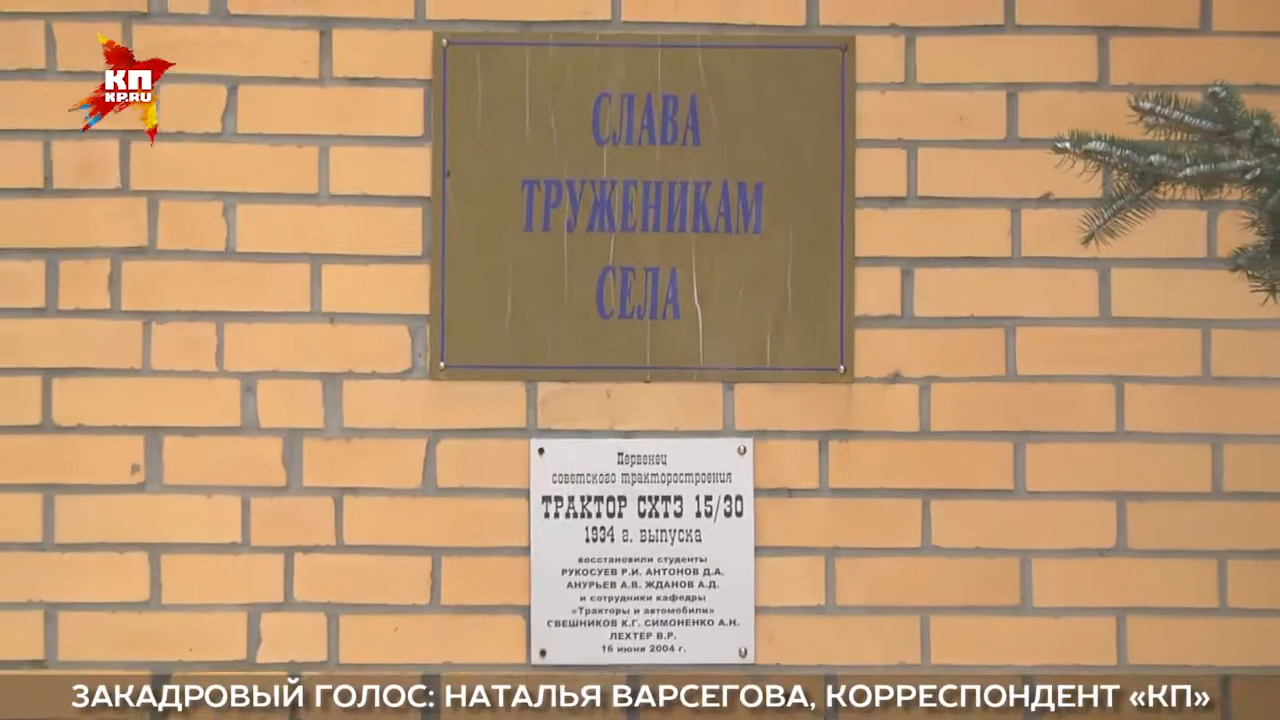 КП
KP.RU
СЛАВА
ТРУЖЕНИКАМ
СЕЛА
Первенец
советского тракторостроения
ТРАКТОР СХТЗ 15/30
1934 г. выпуска
восстановили студенты
РУКОСУЕВ Р.И. АНТОНОВ Д.А.
АНУРЬЕВ А.В. ЖДАНОВ А.Д.
и сотрудники кафедры
«Тракторы и автомобили»
СВЕШНИКОВ К.Г. СИМОНЕНКО А.Н.
ЛЕХТЕР В.Р.
16 июня 2004 г.
ЗАКАДРОВЫЙ ГОЛОС: НАТАЛЬЯ ВАРСЕГОВА, КОРРЕСПОНДЕНТ «КП»